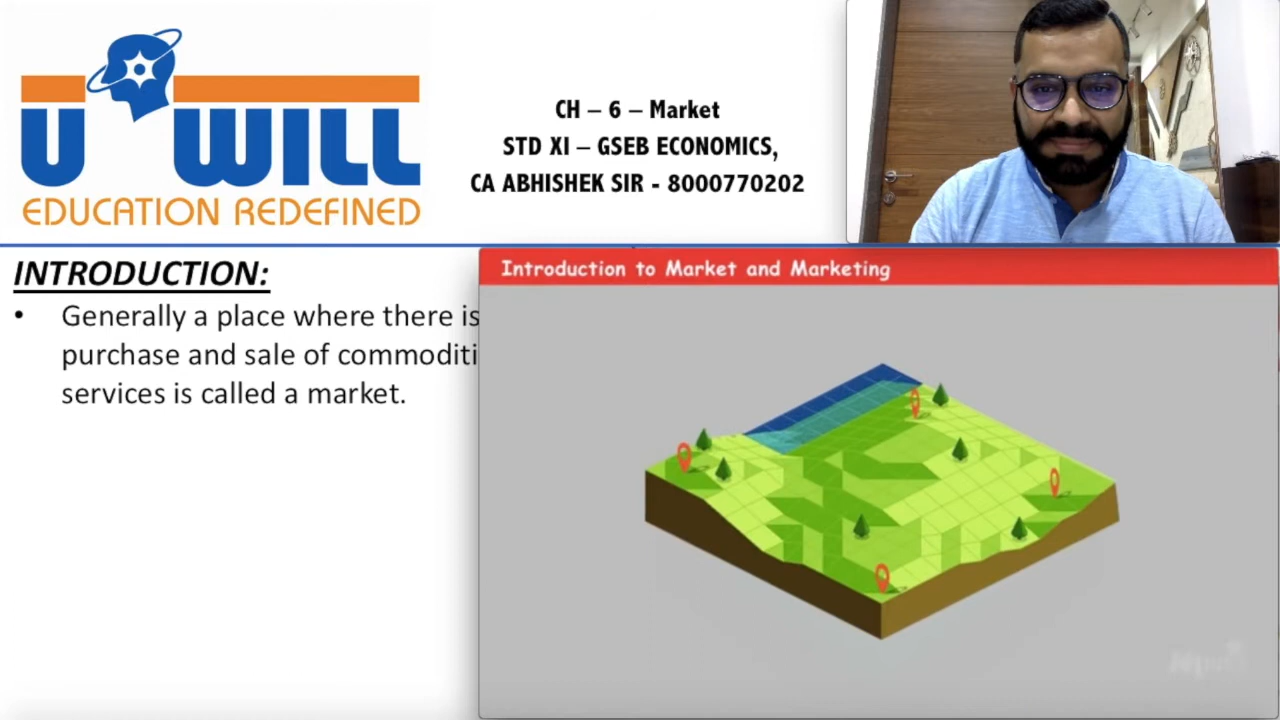 U WILL
EDUCATION REDEFINED
CH – 6 – Market
STD XI – GSEB ECONOMICS,
CA ABHISHEK SIR - 8000770202
INTRODUCTION:
• Generally a place where there is
purchase and sale of commoditi
services is called a market.
Introduction to Market and Marketing